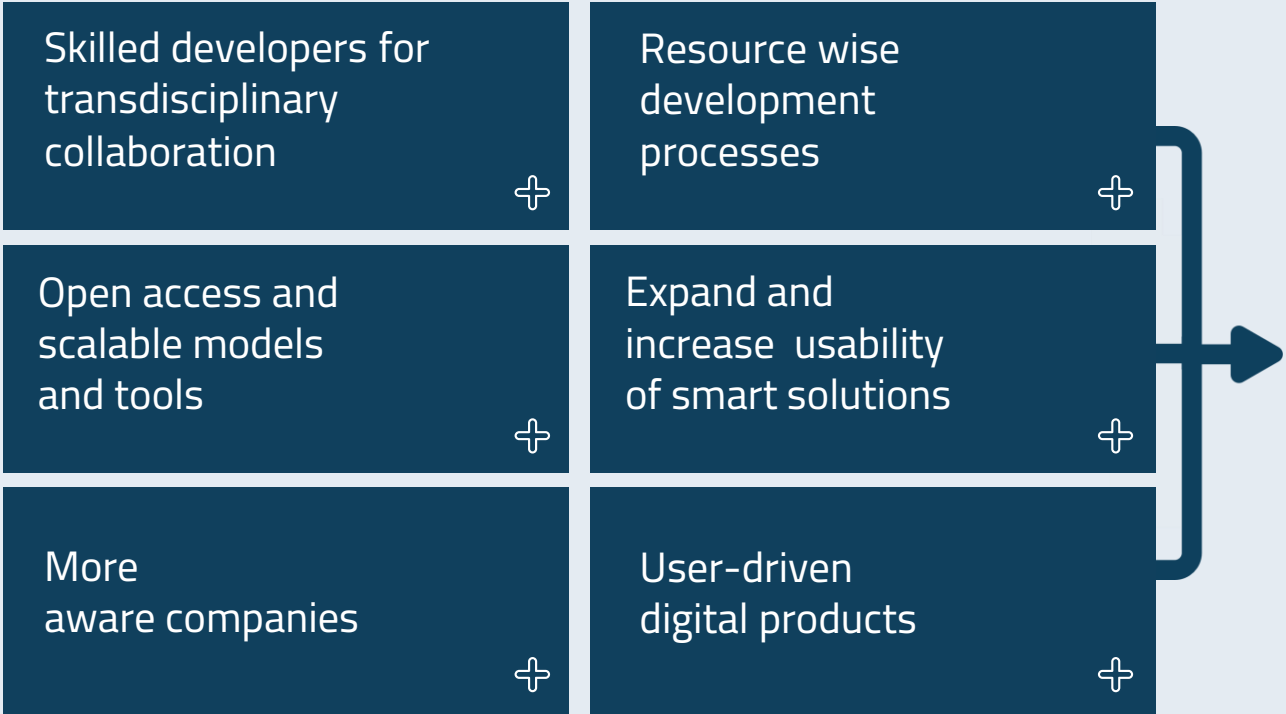 Skilled developers for
transdisciplinary
collaboration
Resource wise
development
processes
Open access and
scalable models
and tools
Expand and
increase  usability
of smart solutions
More
aware companies
User-driven
digital products